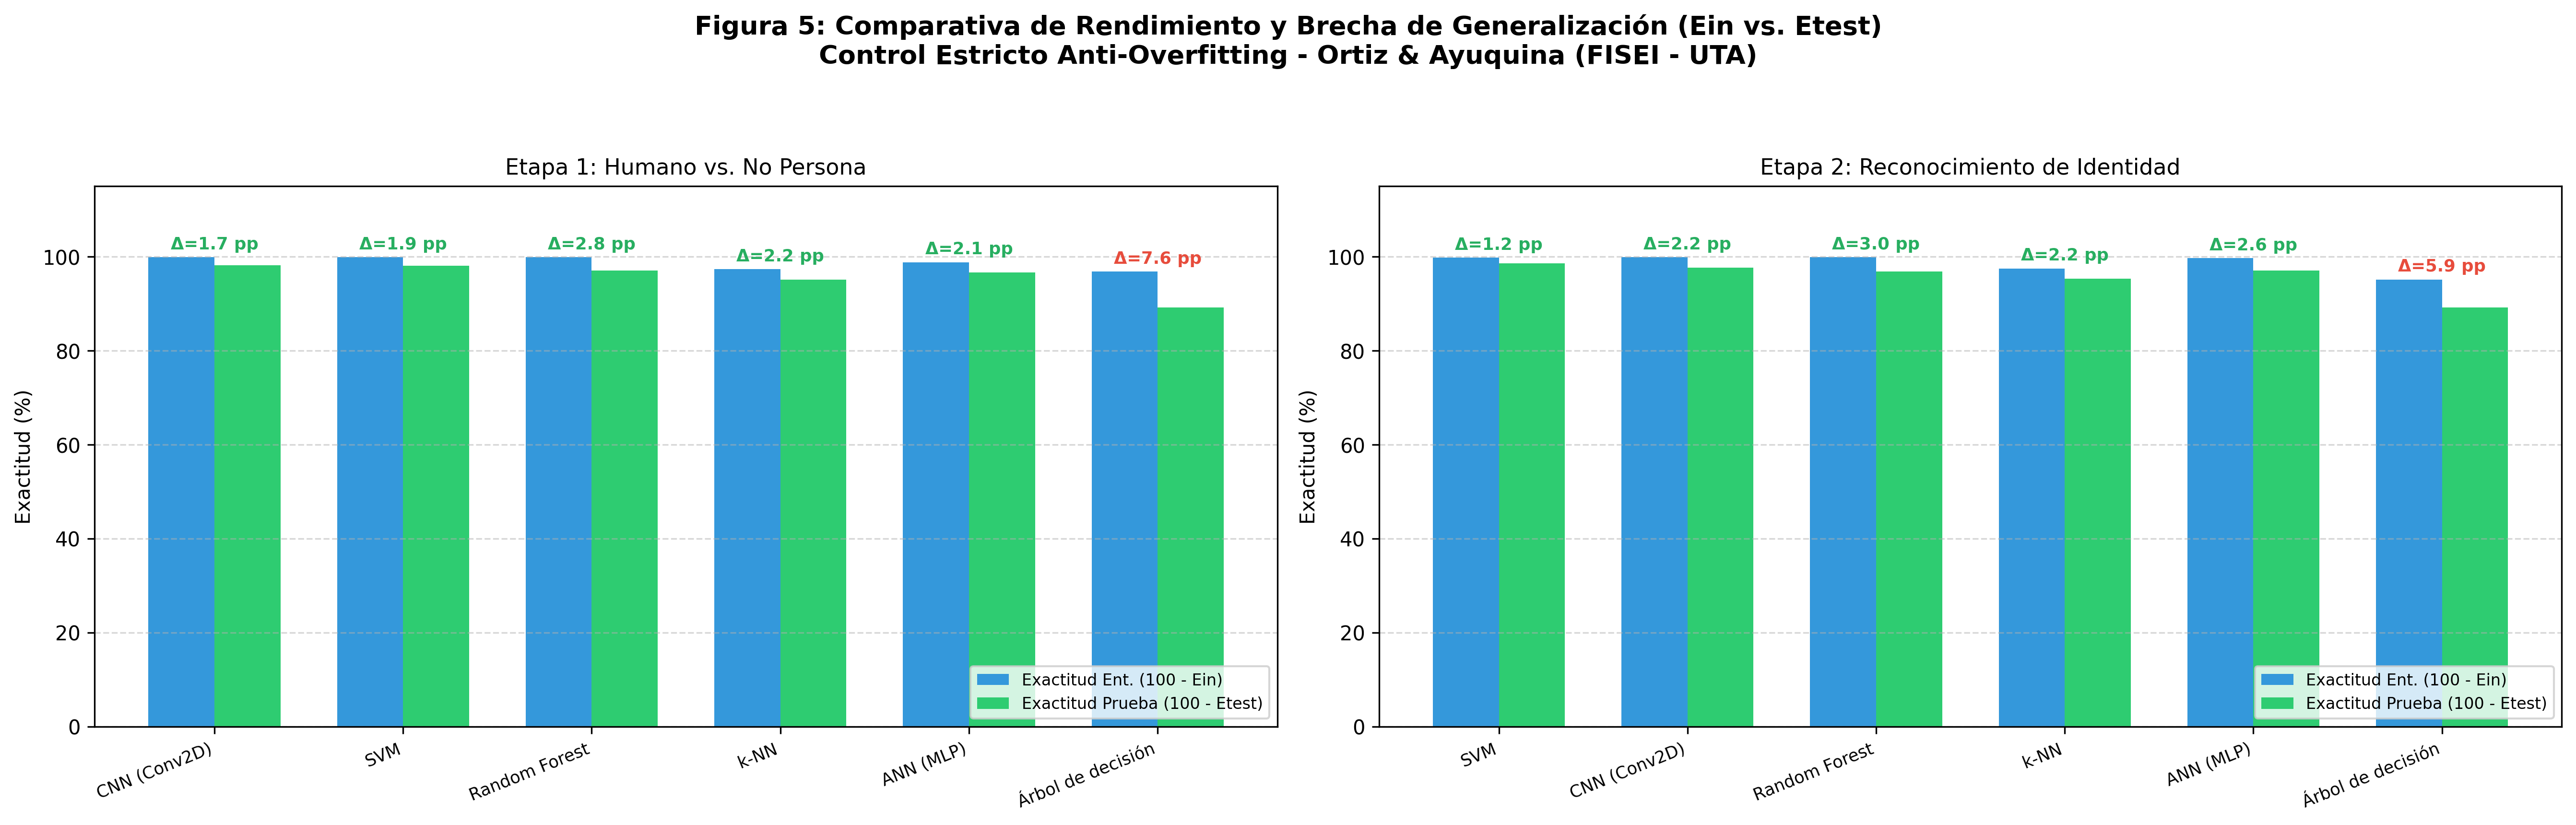 Figura 5: Comparativa de Rendimiento y Brecha de Generalización (Ein vs. Etest)
Control Estricto Anti-Overfitting - Ortiz & Ayuquina (FISEI - UTA)
Etapa 1: Humano vs. No Persona
Exactitud (%)
100
80
60
40
20
0
Δ=1.7 pp
Δ=1.9 pp
Δ=2.8 pp
Δ=2.2 pp
Δ=2.1 pp
Δ=7.6 pp
Exactitud Ent. (100 - Ein)
Exactitud Prueba (100 - Etest)
CNN (Conv2D)
SVM
Random Forest
k-NN
ANN (MLP)
Árbol de decisión
Etapa 2: Reconocimiento de Identidad
Exactitud (%)
100
80
60
40
20
0
Δ=1.2 pp
Δ=2.2 pp
Δ=3.0 pp
Δ=2.2 pp
Δ=2.6 pp
Δ=5.9 pp
Exactitud Ent. (100 - Ein)
Exactitud Prueba (100 - Etest)
SVM
CNN (Conv2D)
Random Forest
k-NN
ANN (MLP)
Árbol de decisión